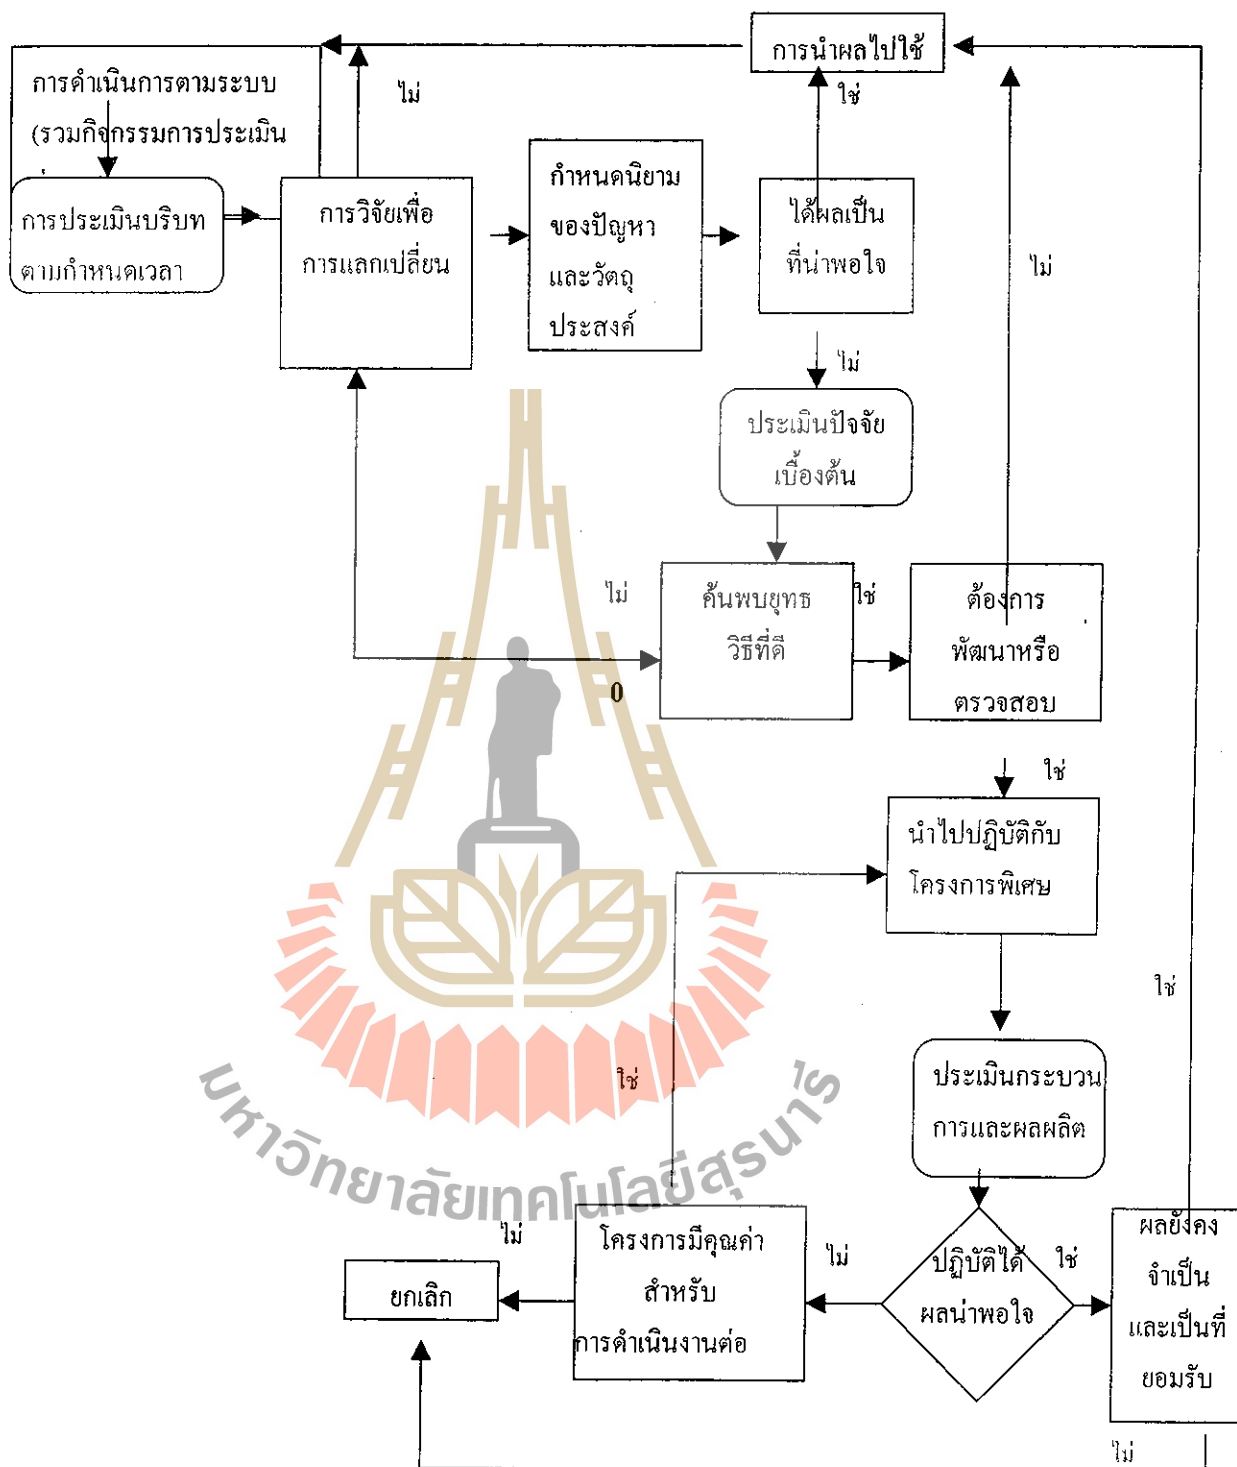 การนำผลไปใช้
การดำเนินการตามระบบ
(รวมกิจกรรมการประเมิน
ไม่
ใช่
การประเมินบริบท
ตามกำหนดเวลา
การวิจัยเพื่อ
การแลกเปลี่ยน
กำหนดนิยาม
ของปัญหา
และวัตถุ
ประสงค์
ได้ผลเป็น
ที่น่าพอใจ
ไม่
ไม่
ประเมินปัจจัย
เบื้องต้น
ไม่
0
ค้นพบยุทธ
วิธีที่ดี
ใช่
ต้องการ
พัฒนาหรือ
ตรวจสอบ
ใช่
นำไปปฏิบัติกับ
โครงการพิเศษ
ใช่
ใช่
ประเมินกระบวน
การและผลผลิต
มหาวิทยาลัยเทคโนโลยีสุรนารี
ไม่
ยกเลิก
โครงการมีคุณค่า
สำหรับ
การดำเนินงานต่อ
ไม่
ปฏิบัติได้
ผลน่าพอใจ
ใช่
ผลยังคง
จำเป็น
และเป็นที่
ยอมรับ
ไม่